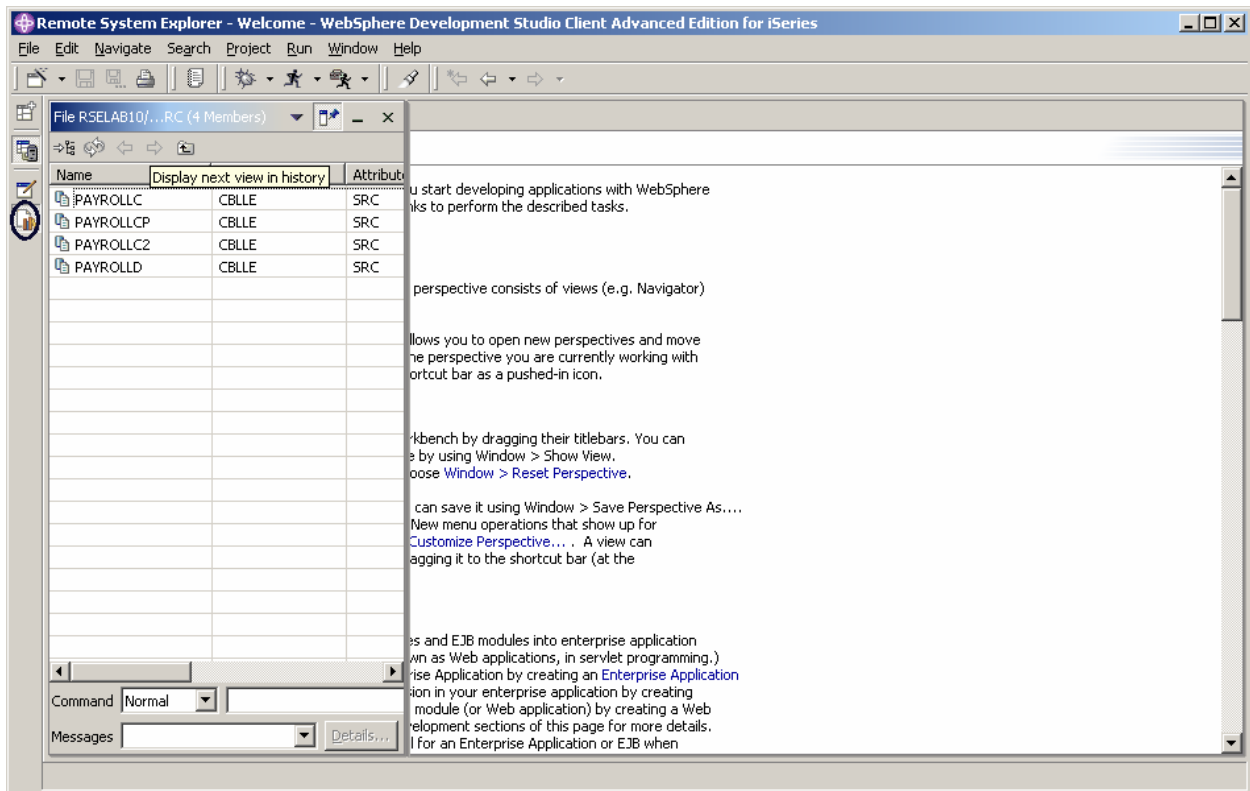 Remote System Explorer - Welcome - WebSphere Development Studio Client Advanced Edition for iSeries
File Edit Navigate Search Project Run Window Help
File RSELAB10/...RC (4 Members)
Display next view in history
Name Attribut
PAYROLLC CBLLE SRC
PAYROLLCP CBLLE SRC
PAYROLLC2 CBLLE SRC
PAYROLLD CBLLE SRC
Command Normal
Messages Details...
u start developing applications with WebSphere
ks to perform the described tasks.
perspective consists of views (e.g. Navigator)
llows you to open new perspectives and move
he perspective you are currently working with
ortcut bar as a pushed-in icon.
rkbench by dragging their titlebars. You can
e by using Window > Show View.
oose Window > Reset Perspective.
can save it using Window > Save Perspective As....
New menu operations that show up for
Customize Perspective... . A view can
agging it to the shortcut bar (at the
es and EJB modules into enterprise application
wn as Web applications, in servlet programming.)
rise Application by creating an Enterprise Application
sion in your enterprise application by creating
module (or Web application) by creating a Web
velopment sections of this page for more details.
l for an Enterprise Application or EJB when